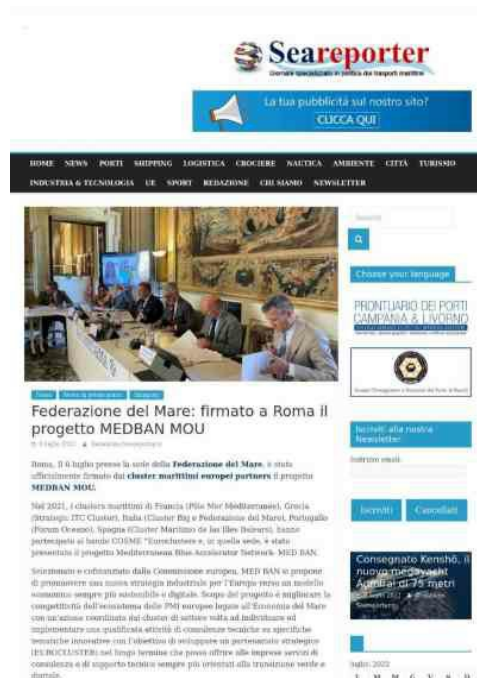 Seareporter
Giornale specializzato in politica dei trasporti marittimi
La tua pubblicità sul nostro sito?
CLICCA QUI
HOME NEWS PORTI SHIPPING LOGISTICA CROCIERE NAUTICA AMBIENTE CITTÀ TURISMO
INDUSTRIA & TECNOLOGIA UE SPORT REDAZIONE CHI SIAMO NEWSLETTER
Search
Choose your language
PRONTUARIO DEI PORTI
CAMPANIA & LIVORNO
News
Shipping
Federazione del Mare: firmato a Roma il
progetto MEDBAN MOU
Roma, Il 6 luglio presso la sede della Federazione del Mare, è stato
ufficialmente firmato dai cluster marittimi europei partners il progetto
MEDBAN MOU.
Nel 2021, i clusters marittimi di Francia (Pôle Mer Méditerranée), Grecia
(Strategis ITC Cluster), Italia (Cluster Big e Federazione del Mare), Portogallo
(Forum Oceano), Spagna (Cluster Marítimo de las Illes Balears), hanno
partecipato al bando COSME "Euroclusters e, in quella sede, è stato
presentato il progetto Mediterranean Blue Accelerator Network- MED BAN.
Selezionato e cofinanziato dalla Commissione europea, MED BAN si propone
di promuovere una nuova strategia industriale per l'Europa verso un modello
economico sempre più sostenibile e digitale. Scopo del progetto è migliorare la
competitività dell'ecosistema delle PMI europee legate all'Economia del Mare
con un'azione coordinata dai cluster di settore volta ad individuare ed
implementare una qualificata attività di consulenze tecniche su specifiche
tematiche innovative con l'obiettivo di sviluppare un partenariato strategico
(EUROCLUSTER) nel lungo termine che possa offrire alle imprese servizi di
consulenza e di supporto tecnico sempre più orientati alla transizione verde e
digitale.
Iscriviti alla nostra
Newsletter
Indirizzo email:
Iscriviti Cancellati
Consegnato Kenshō, il
nuovo megayacht
Admiral di 75 metri
luglio: 2022
L M M G V S D